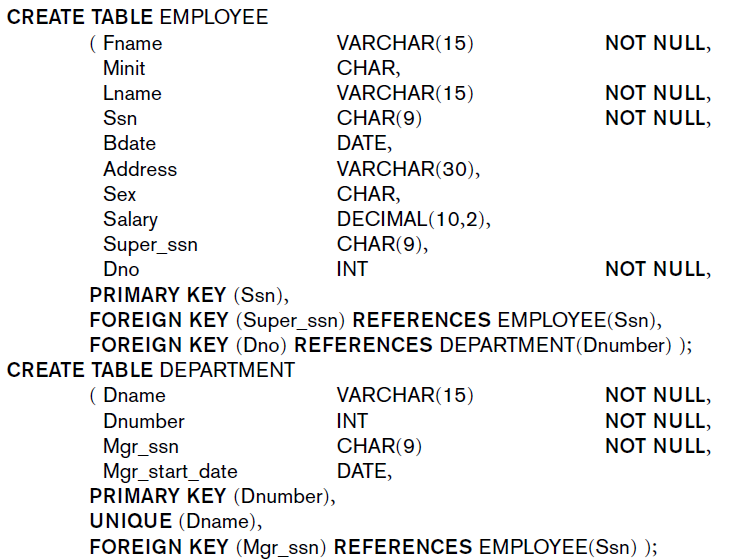 CREATE TABLE EMPLOYEE
( Fname VARCHAR(15) NOT NULL,
Minit CHAR,
Lname VARCHAR(15) NOT NULL,
Ssn CHAR(9) NOT NULL,
Bdate DATE,
Address VARCHAR(30),
Sex CHAR,
Salary DECIMAL(10,2),
Super_ssn CHAR(9),
Dno INT NOT NULL,
PRIMARY KEY (Ssn),
FOREIGN KEY (Super_ssn) REFERENCES EMPLOYEE(Ssn),
FOREIGN KEY (Dno) REFERENCES DEPARTMENT(Dnumber) );
CREATE TABLE DEPARTMENT
( Dname VARCHAR(15) NOT NULL,
Dnumber INT NOT NULL,
Mgr_ssn CHAR(9) NOT NULL,
Mgr_start_date DATE,
PRIMARY KEY (Dnumber),
UNIQUE (Dname),
FOREIGN KEY (Mgr_ssn) REFERENCES EMPLOYEE(Ssn) );